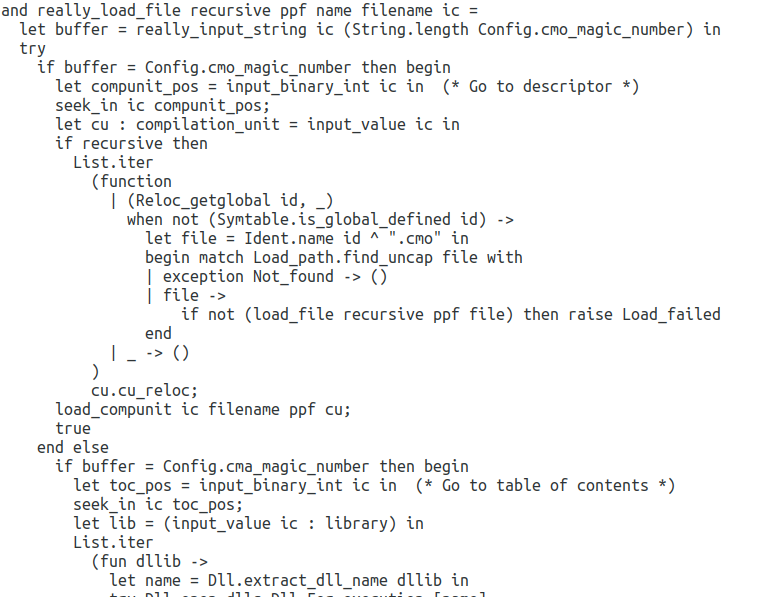 and really_load_file recursive ppf name filename ic =
  let buffer = really_input_string ic (String.length Config.cmo_magic_number) in
  try
    if buffer = Config.cmo_magic_number then begin
      let compunit_pos = input_binary_int ic in  (* Go to descriptor *)
      seek_in ic compunit_pos;
      let cu : compilation_unit = input_value ic in
      if recursive then
        List.iter
          (function
            | (Reloc_getglobal id, _)
              when not (Symtable.is_global_defined id) ->
                let file = Ident.name id ^ ".cmo" in
                begin match Load_path.find_uncap file with
                | exception Not_found -> ()
                | file ->
                    if not (load_file recursive ppf file) then raise Load_failed
                end
            | _ -> ()
          )
          cu.cu_reloc;
      load_compunit ic filename ppf cu;
      true
    end else
      if buffer = Config.cma_magic_number then begin
        let toc_pos = input_binary_int ic in  (* Go to table of contents *)
        seek_in ic toc_pos;
        let lib = (input_value ic : library) in
        List.iter
          (fun dllib ->
            let name = Dll.extract_dll_name dllib in